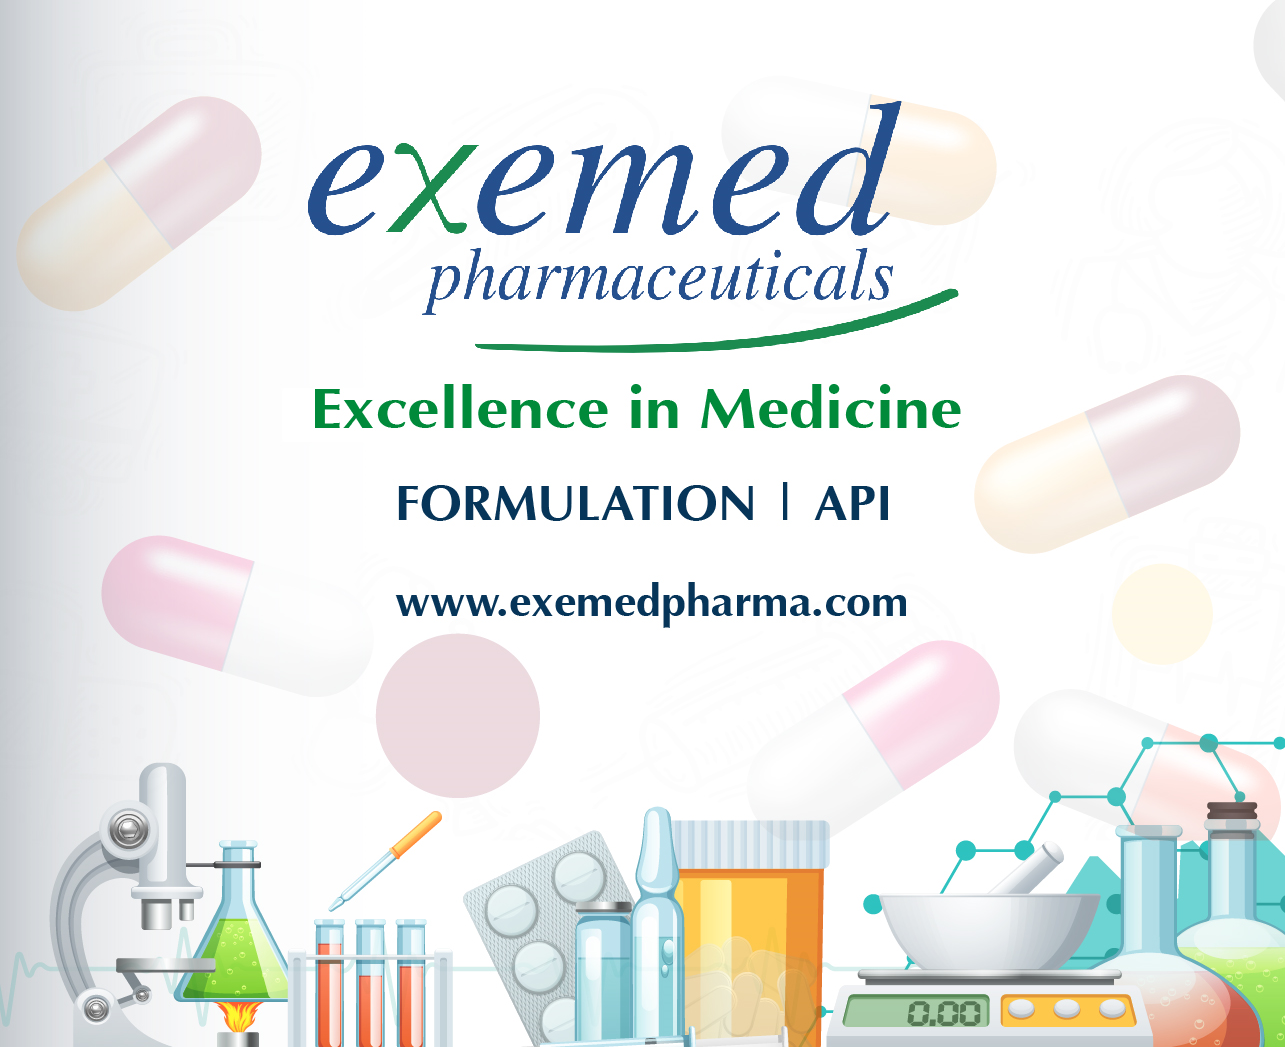 exemed
pharmaceuticals
Excellence in Medicine
FORMULATION | API
www.exemedpharma.com
0.00